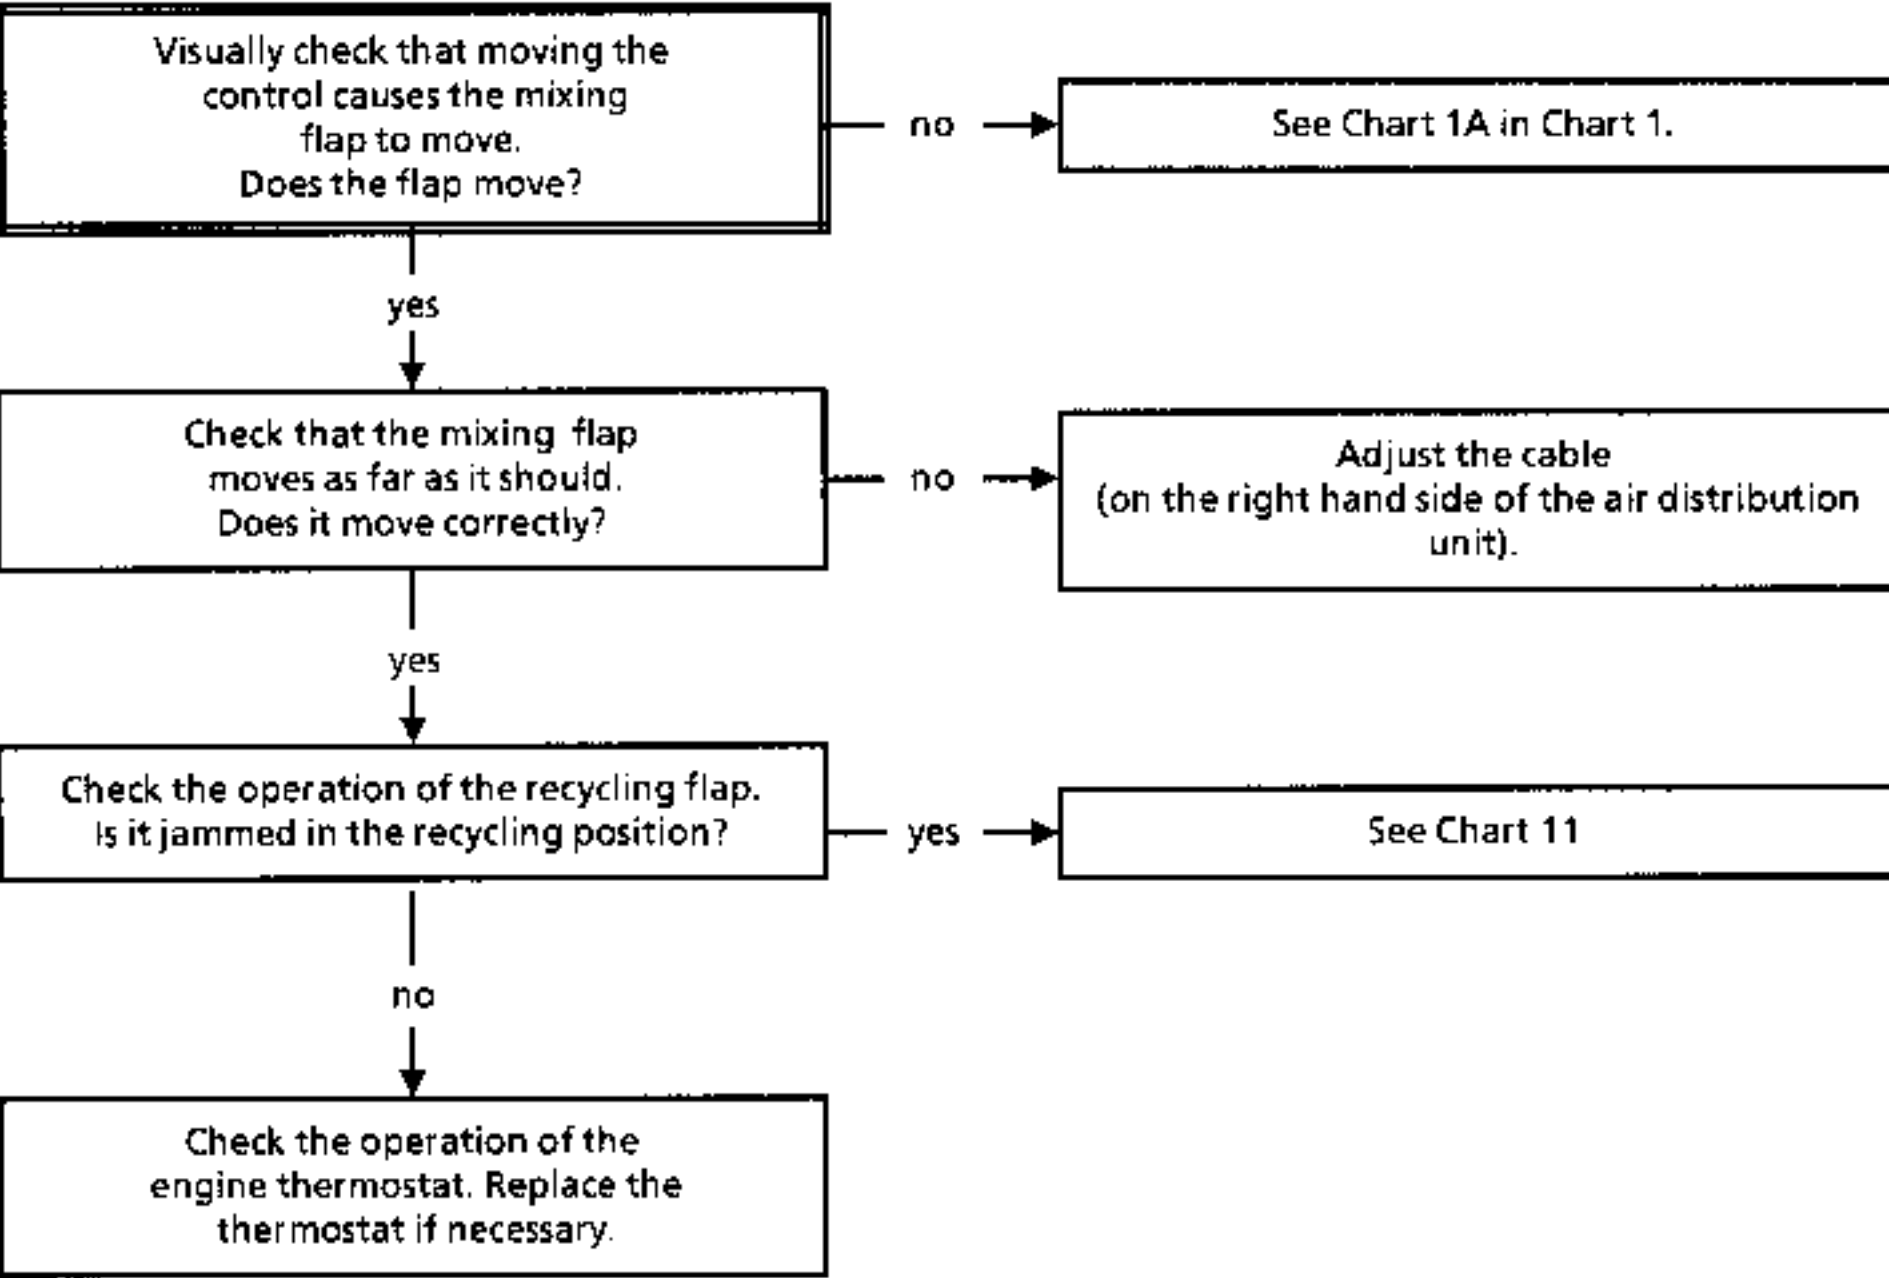 Visually check that moving the
control causes the mixing
flap to move.
Does the flap move?
no
See Chart 1A in Chart 1.
yes
Check that the mixing flap
moves as far as it should.
Does it move correctly?
no
Adjust the cable
(on the right hand side of the air distribution
unit).
yes
Check the operation of the recycling flap.
Is it jammed in the recycling position?
yes
See Chart 11
no
Check the operation of the
engine thermostat. Replace the
thermostat if necessary.